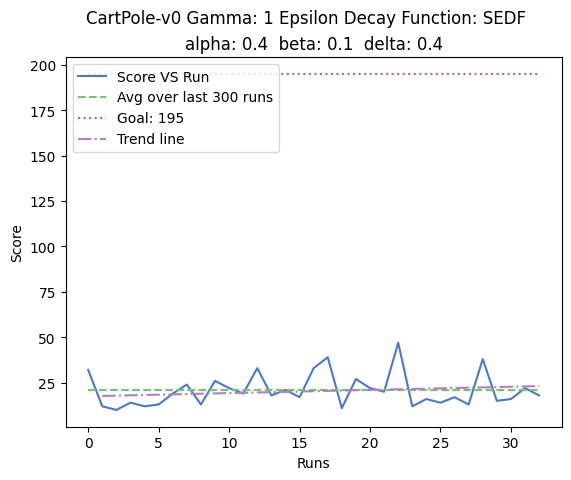 CartPole-v0 Gamma: 1 Epsilon Decay Function: SEDF
alpha: 0.4  beta: 0.1  delta: 0.4
Score VS Run
Avg over last 300 runs
Goal: 195
Trend line
200
175
150
125
100
75
50
25
Score
0 5 10 15 20 25 30
Runs